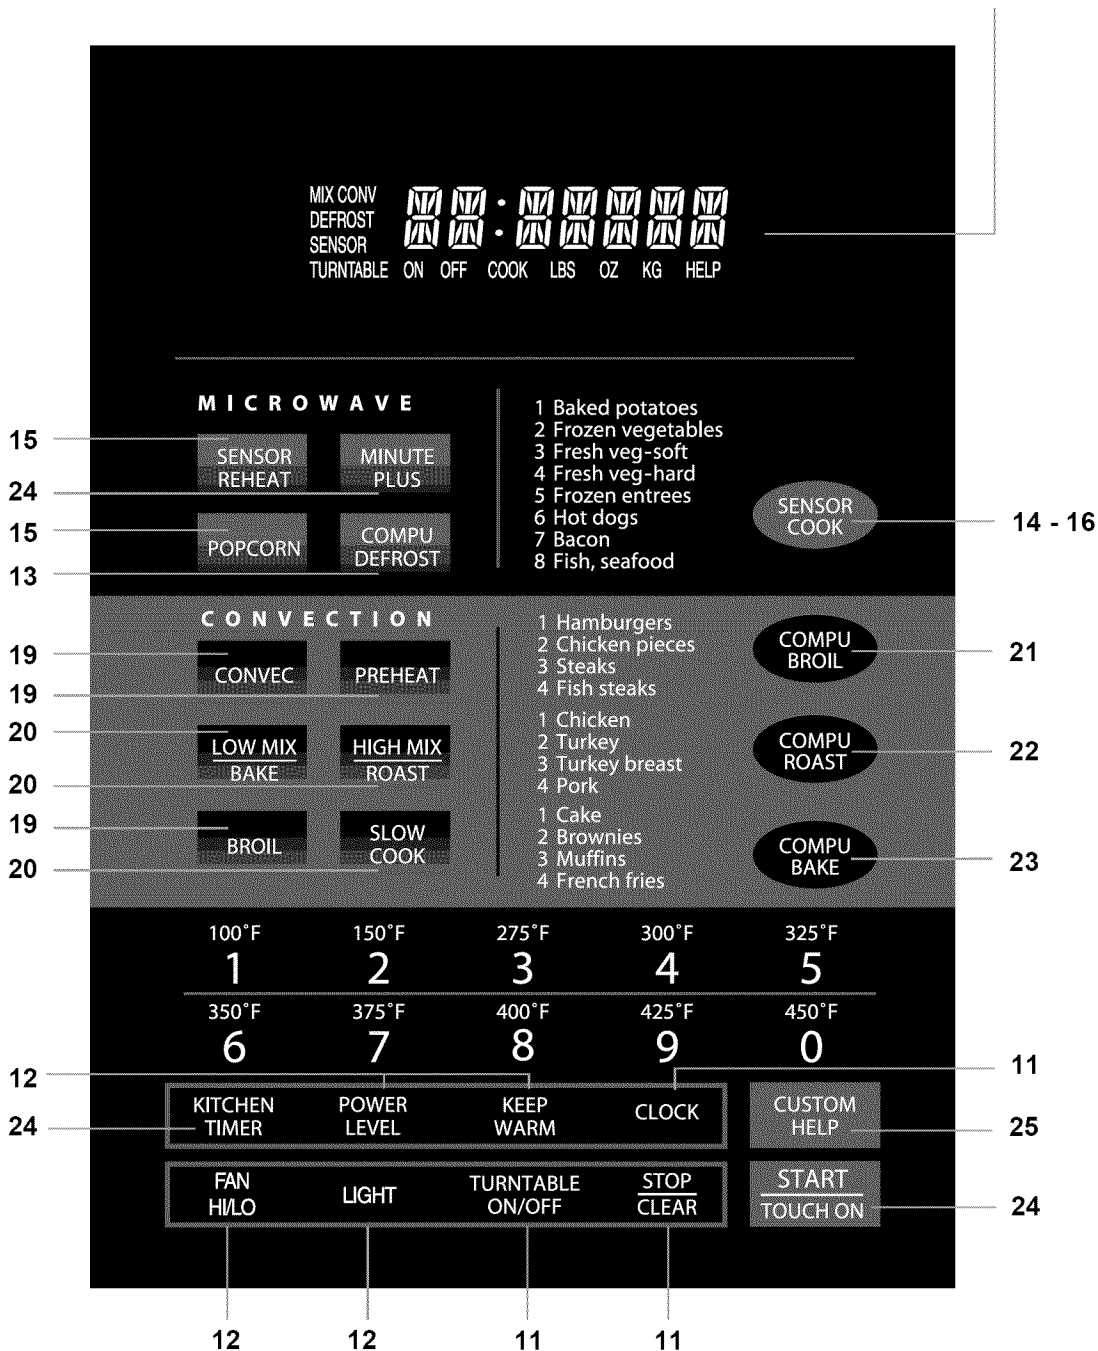 MIX CONV
DEFROST
SENSOR
TURNTABLE ON OFF COOK LBS OZ KG HELP
MICROWAVE
15
SENSOR
REHEAT
MINUTE
PLUS
24
15
POPCORN
COMPU
DEFROST
13
1 Baked potatoes
2 Frozen vegetables
3 Fresh veg-soft
4 Fresh veg-hard
5 Frozen entrees
6 Hot dogs
7 Bacon
8 Fish, seafood
SENSOR
COOK
14 - 16
CONVECTION
19
CONVEC
PREHEAT
19
20
LOW MIX
BAKE
HIGH MIX
ROAST
20
19
BROIL
SLOW
COOK
20
1 Hamburgers
2 Chicken pieces
3 Steaks
4 Fish steaks
COMPU
BROIL
21
1 Chicken
2 Turkey
3 Turkey breast
4 Pork
COMPU
ROAST
22
1 Cake
2 Brownies
3 Muffins
4 French fries
COMPU
BAKE
23
100°F 150°F 275°F 300°F 325°F
1 2 3 4 5
350°F 375°F 400°F 425°F 450°F
6 7 8 9 0
12
11
KITCHEN
TIMER
POWER
LEVEL
KEEP
WARM
CLOCK
CUSTOM
HELP
24
25
FAN
HI/LO
LIGHT
TURNTABLE
ON/OFF
STOP
CLEAR
START
TOUCH ON
24
12 12 11 11